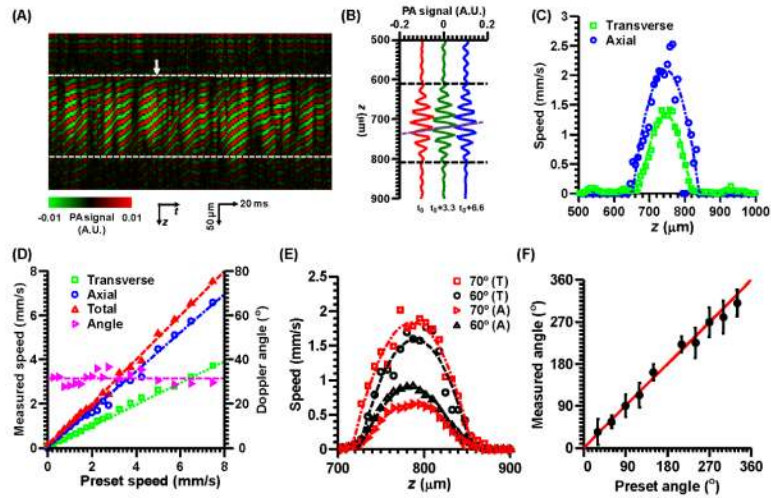 (A)
-0.01 0.01
PA signal
(A.U.)
t
z
50 μm
20 ms
(B)
PA signal (A.U.)
-0.2 0 0.2
500
600
700
800
900
z (μm)
t₀ t₀+3.3 t₀+6.6
(C)
Transverse
Axial
Speed (mm/s)
3
2.5
2
1.5
1
0.5
0
500 600 700 800 900 1000
z (μm)
(D)
Transverse
Axial
Total
Angle
Measured speed (mm/s)
8
6
4
2
0
0 2 4 6 8
Preset speed (mm/s)
80
60
40
20
0
Doppler angle (°)
(E)
70° (T)
60° (T)
70° (A)
60° (A)
Speed (mm/s)
2.5
2
1.5
1
0.5
0
700 800 900
z (μm)
(F)
Measured angle (°)
360
270
180
90
0
0 90 180 270 360
Preset angle (°)